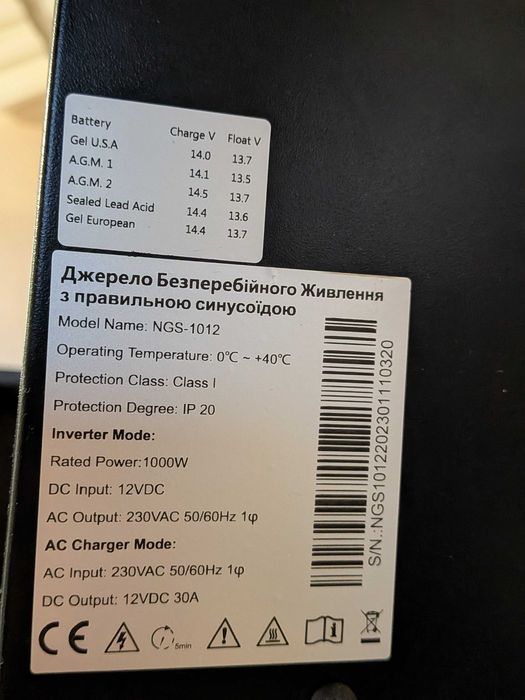 Battery Charge V Float V
Gel U.S.A 14.0 13.7
A.G.M. 1 14.1 13.5
A.G.M. 2 14.5 13.7
Sealed Lead Acid 14.4 13.6
Gel European 14.4 13.7
Джерело Безперебійного Живлення
з правильною синусоїдою
Model Name: NGS-1012
Operating Temperature: 0℃ ~ +40℃
Protection Class: Class I
Protection Degree: IP 20
Inverter Mode:
Rated Power:1000W
DC Input: 12VDC
AC Output: 230VAC 50/60Hz 1φ
AC Charger Mode:
AC Input: 230VAC 50/60Hz 1φ
DC Output: 12VDC 30A
CE 5min
S/N.:NGS10122202301110320